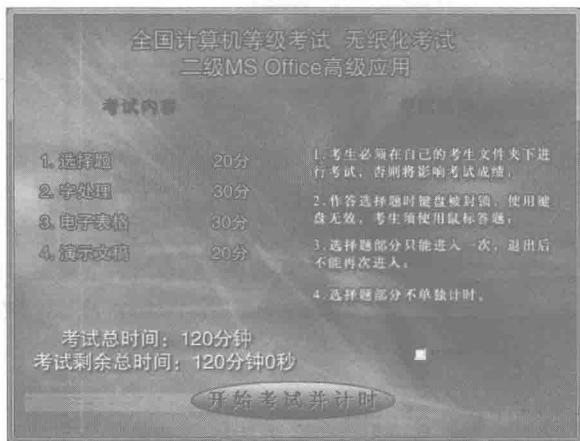 全国计算机等级考试 无纸化考试
二级MS Office高级应用
考试内容
1. 选择题 20分
2. 字处理 30分
3. 电子表格 30分
4. 演示文稿 20分
1.考生必须在自己的考生文件夹下进
行考试，否则将影响考试成绩；
2.作答选择题时键盘被封锁，使用键
盘无效，考生须使用鼠标答题；
3.选择题部分只能进入一次，退出后
不能再次进入；
4.选择题部分不单独计时。
考试总时间：120分钟
考试剩余总时间：120分钟0秒
开始考试并计时